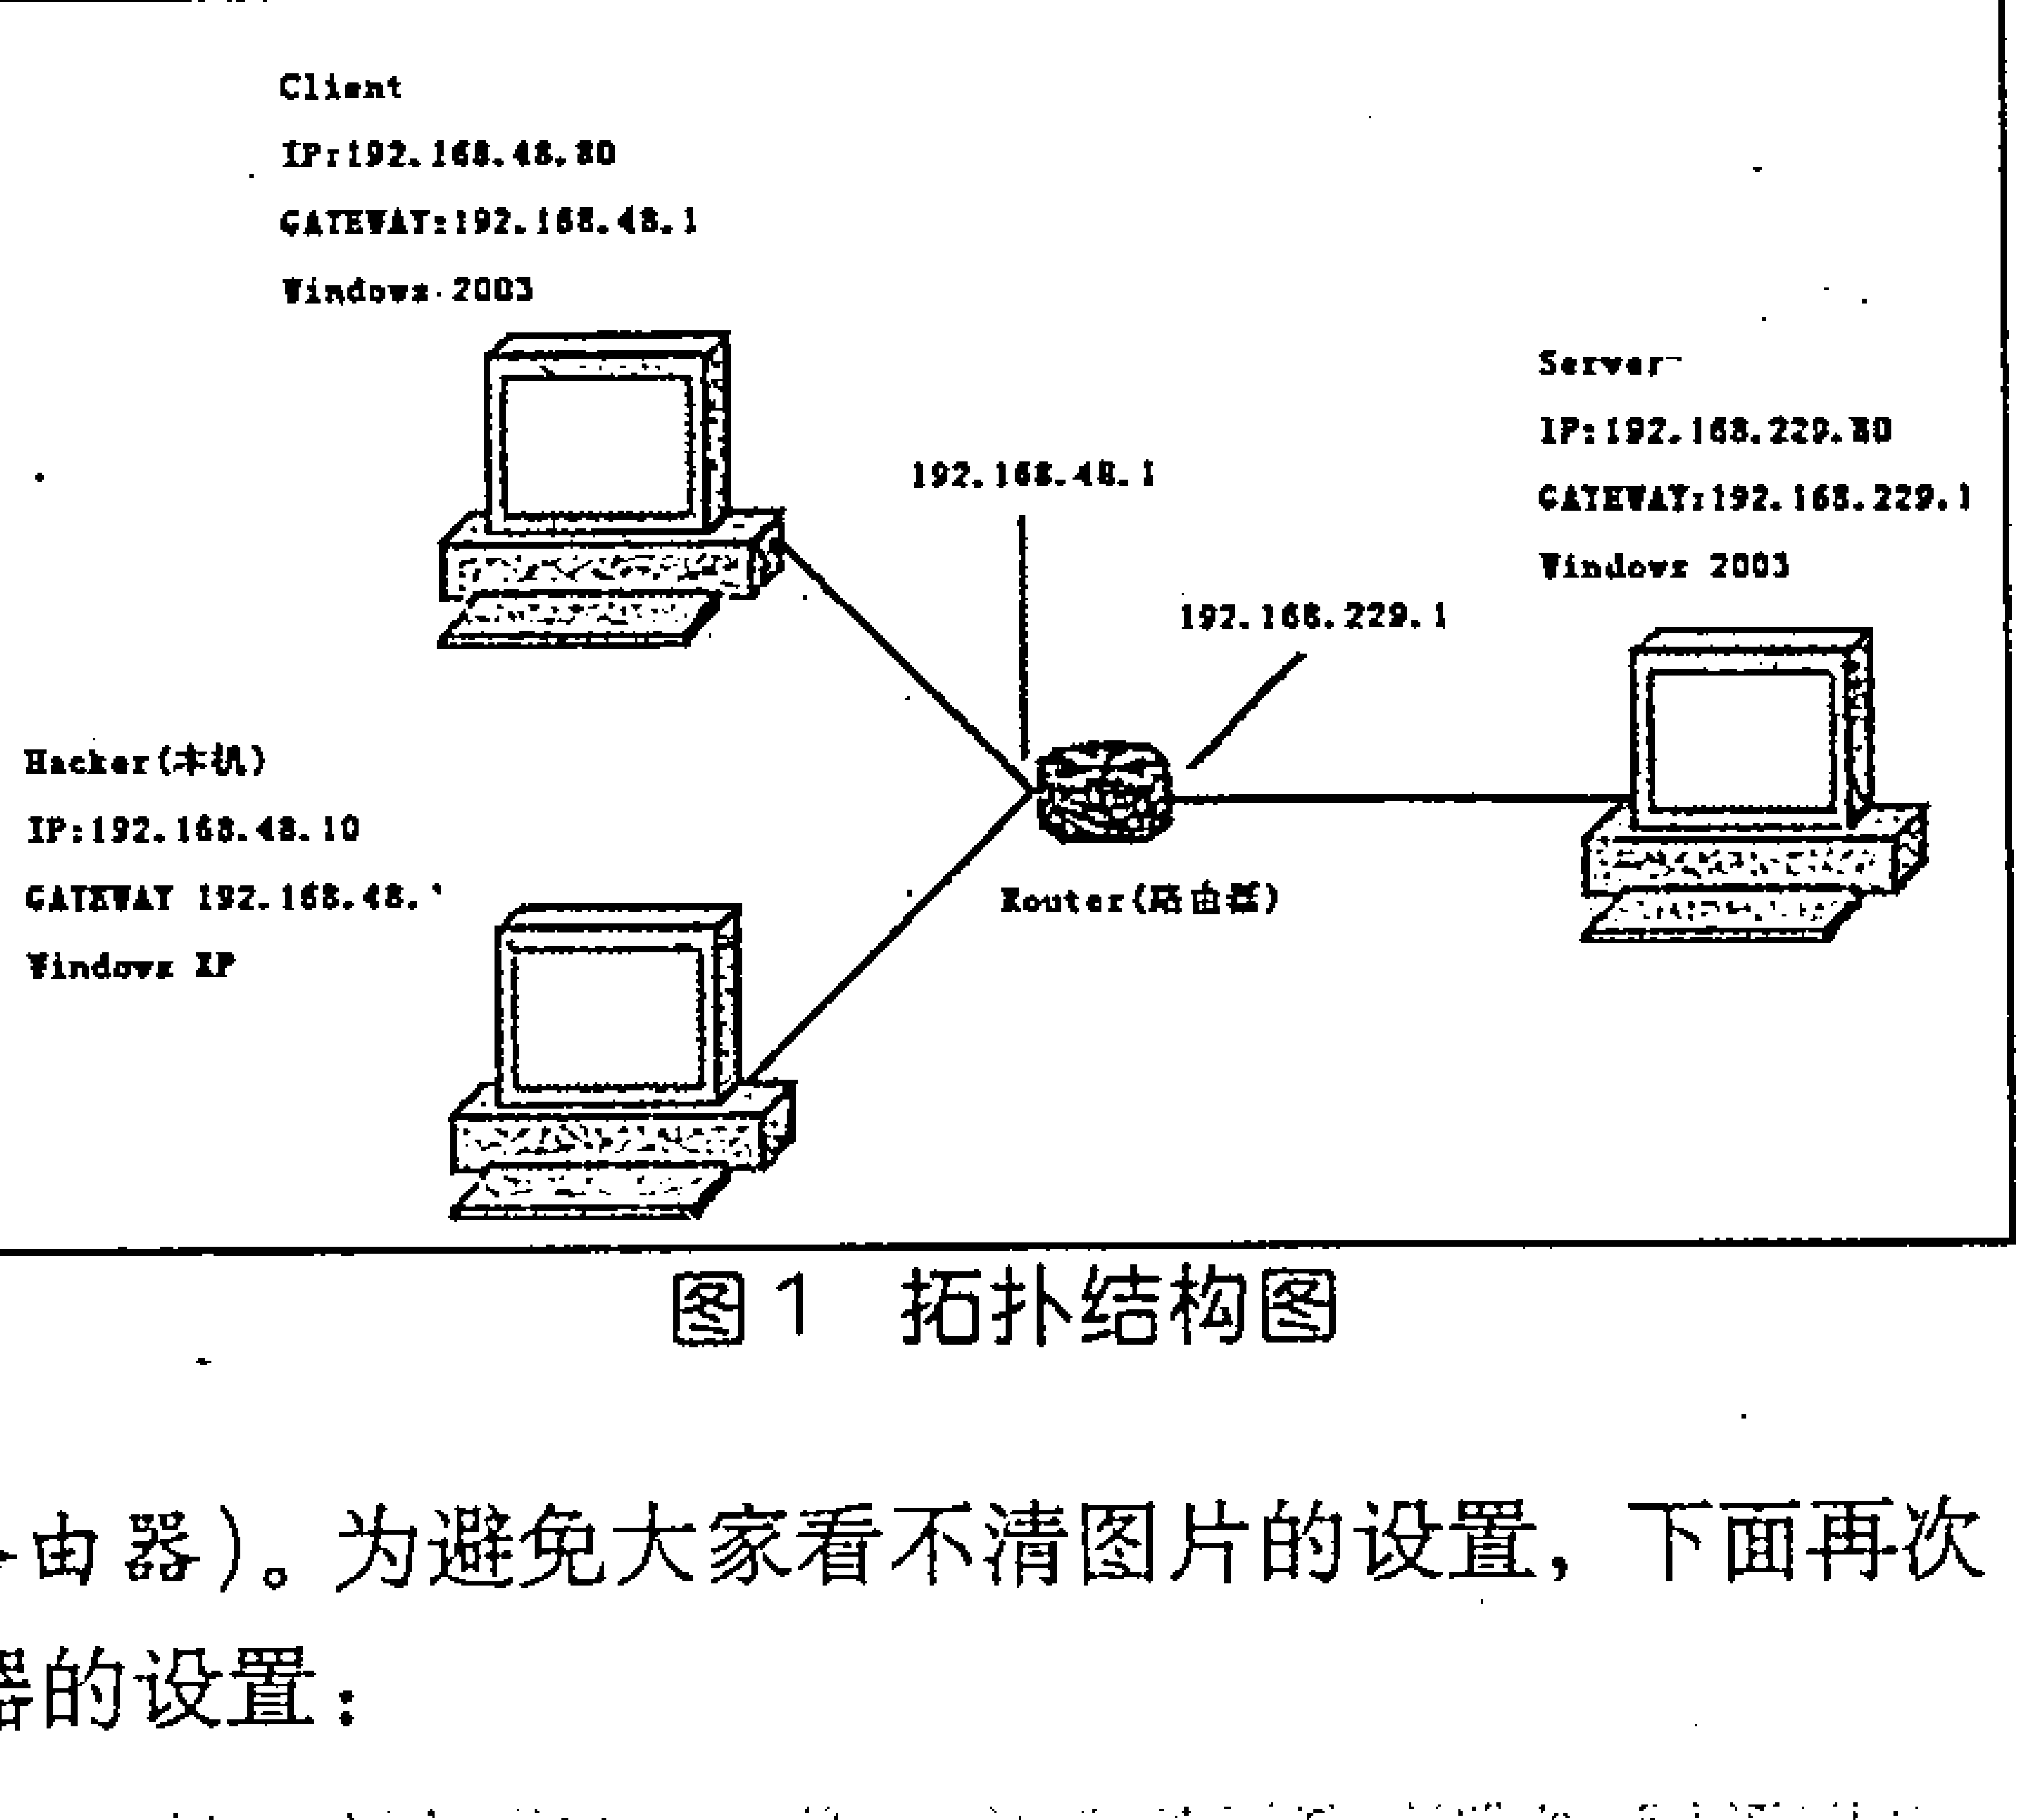 Client
IP:192.168.48.80
GATEWAY:192.168.48.1
Windows 2003
Server
IP:192.168.229.80
GATEWAY:192.168.229.1
Windows 2003
192.168.48.1
192.168.229.1
Hacker(本机)
IP:192.168.48.10
GATEWAY 192.168.48.
Windows XP
Router(路由器)
图1 拓扑结构图
由器)。为避免大家看不清图片的设置,下面再次
器的设置: